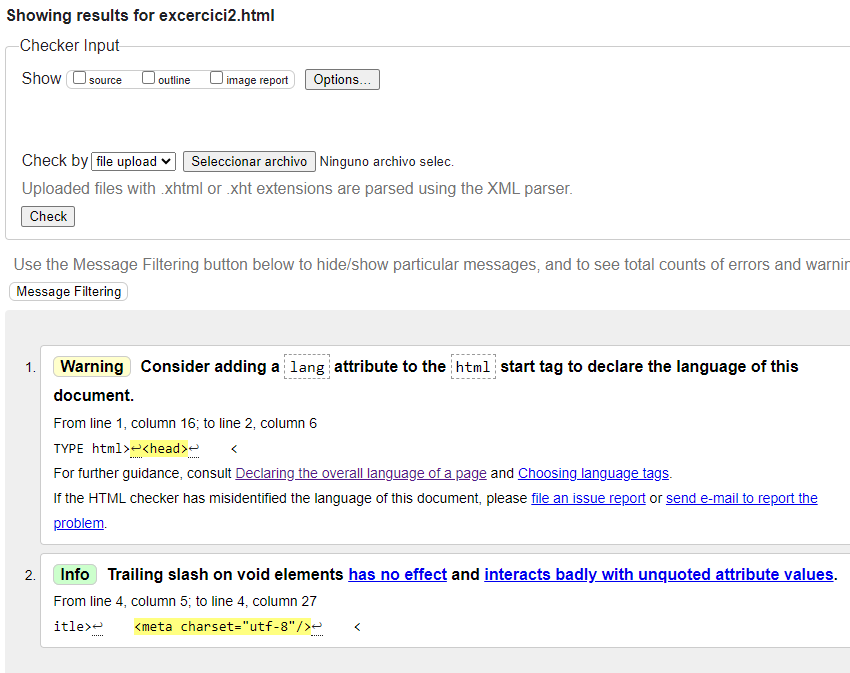 Showing results for excercici2.html
Checker Input
Show source outline image report Options...
Check by file upload Seleccionar archivo Ninguno archivo selec.
Uploaded files with .xhtml or .xht extensions are parsed using the XML parser.
Check
Use the Message Filtering button below to hide/show particular messages, and to see total counts of errors and
Message Filtering
1. Warning Consider adding a lang attribute to the html start tag to declare the language of this
document.
From line 1, column 16; to line 2, column 6
TYPE html>↩<head>↩ <
For further guidance, consult Declaring the overall language of a page and Choosing language tags.
If the HTML checker has misidentified the language of this document, please file an issue report or send e-mail to report the
problem.
2. Info Trailing slash on void elements has no effect and interacts badly with unquoted attribute values.
From line 4, column 5; to line 4, column 27
itle>↩ <meta charset="utf-8"/>↩ <